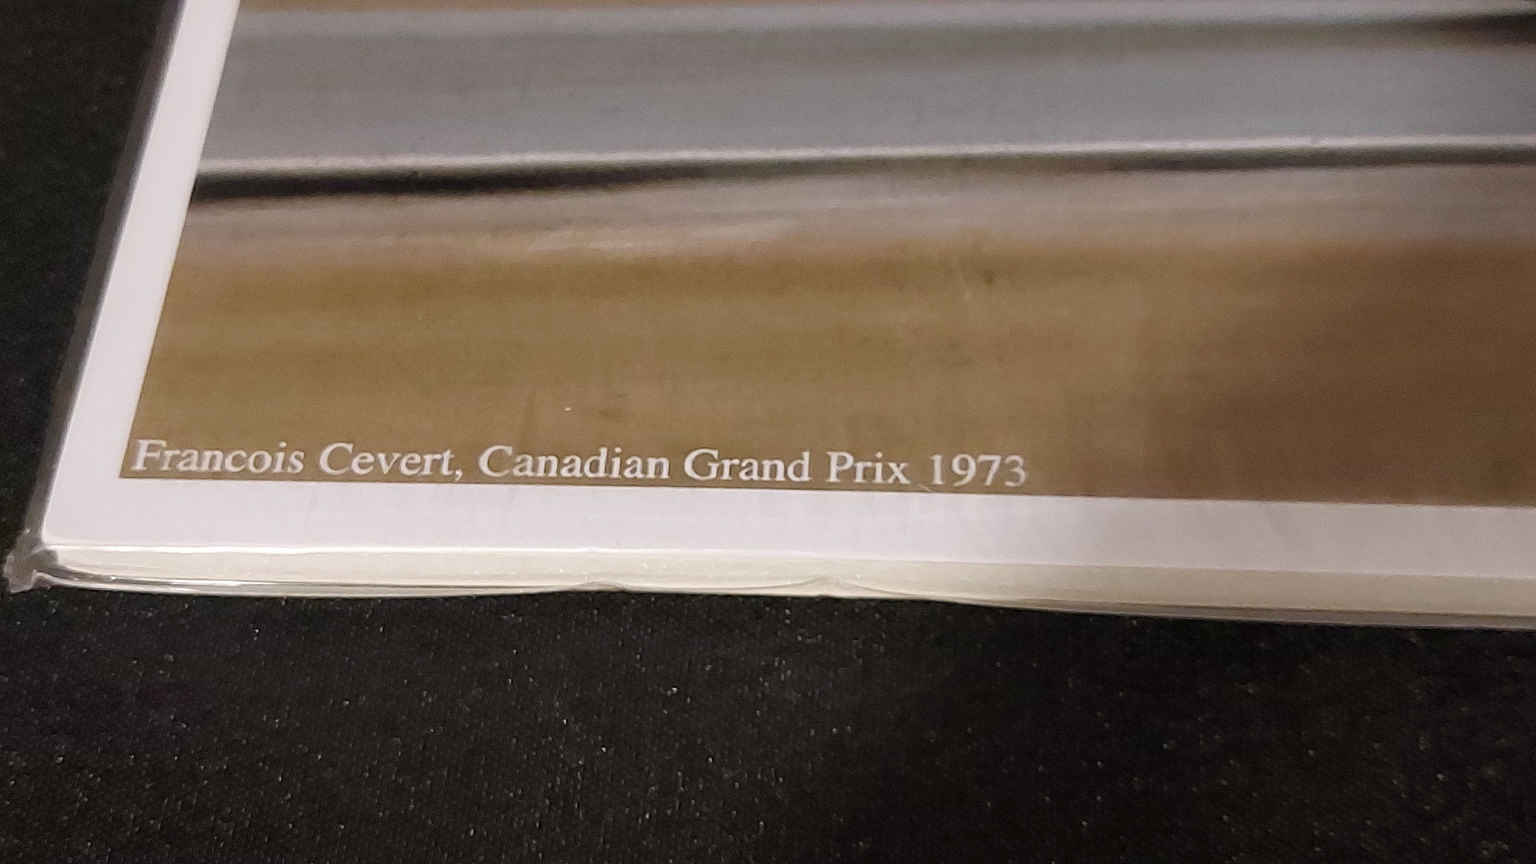 Francois Cevert, Canadian Grand Prix 1973